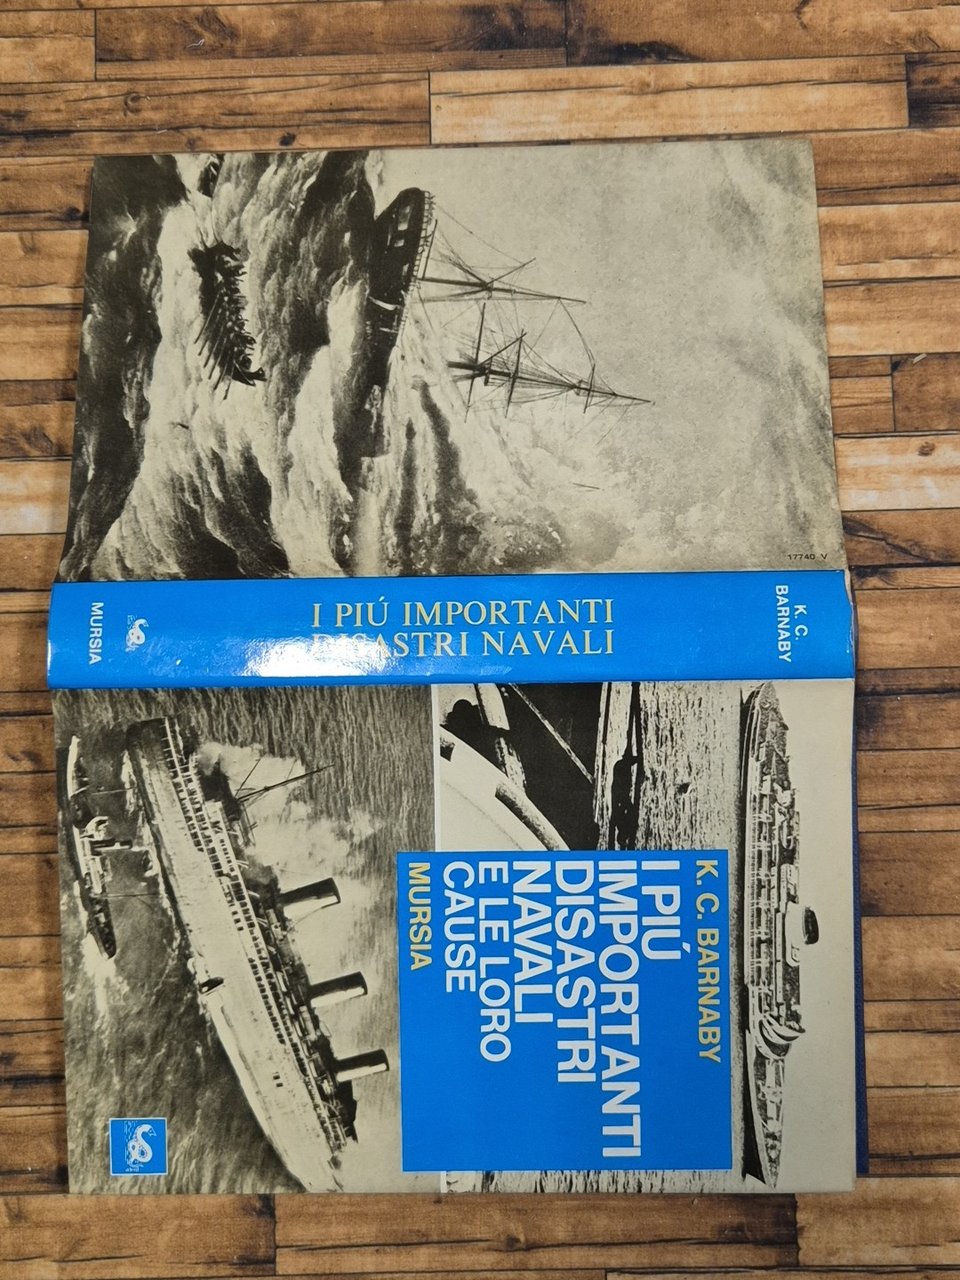 17740 V
K. C.
BARNABY
I PIÚ IMPORTANTI
DISASTRI NAVALI
MURSIA
K. C. BARNABY
I PIÚ
IMPORTANTI
DISASTRI
NAVALI
E LE LORO
CAUSE
MURSIA